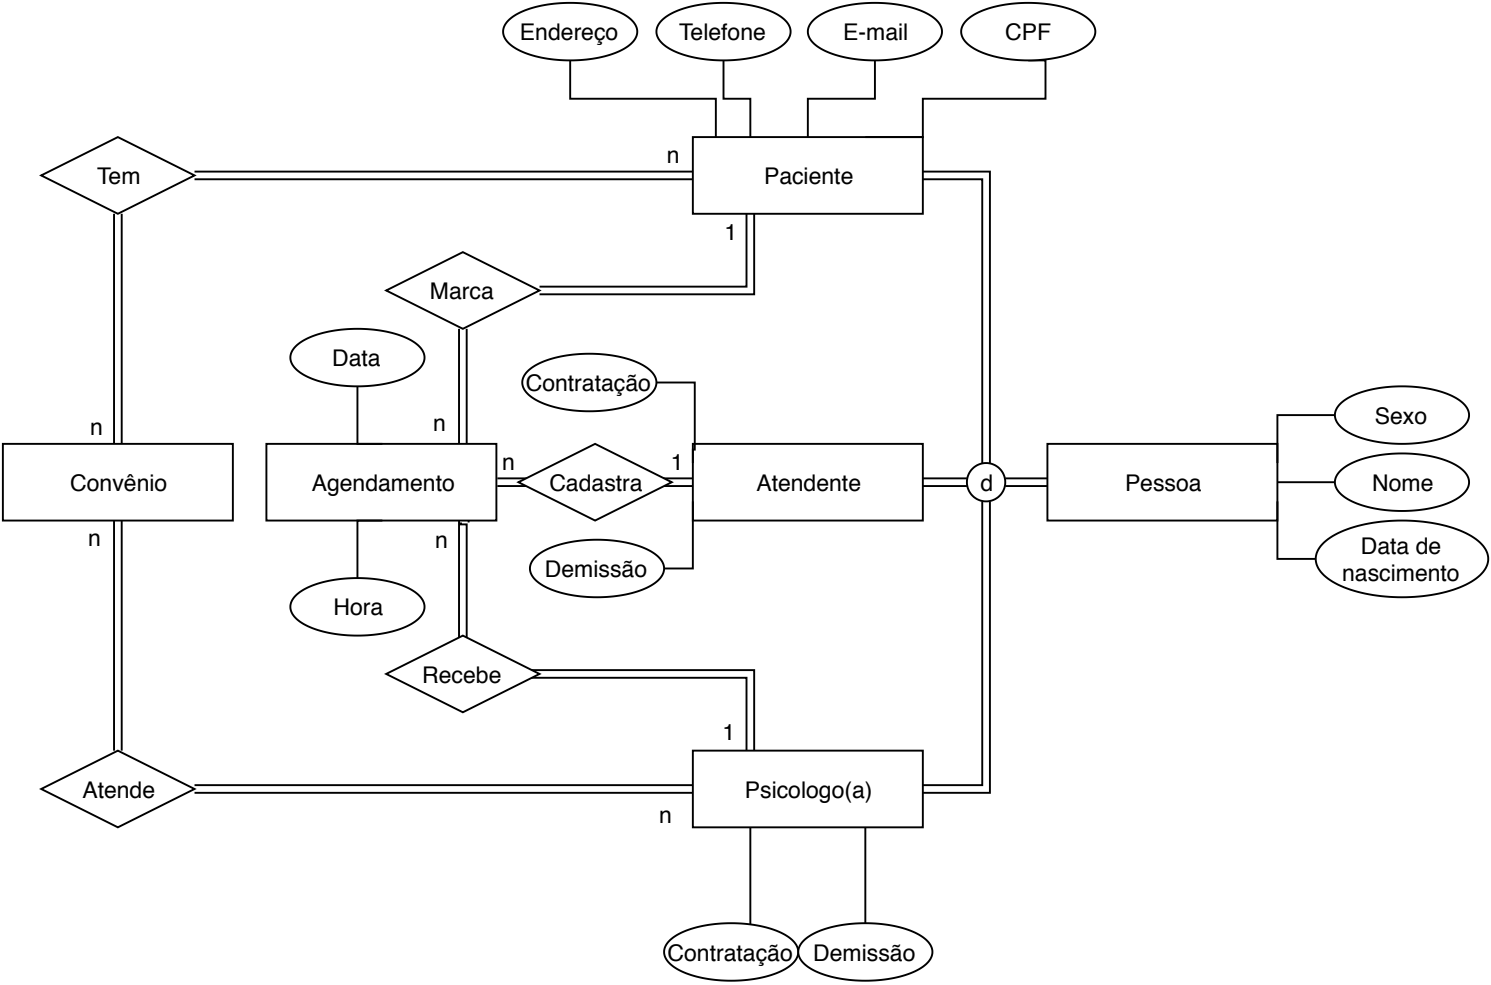 Endereço
Telefone
E-mail
CPF
n
Tem
Paciente
1
Marca
Data
Contratação
Sexo
n
n
n
1
Convênio
Agendamento
Cadastra
Atendente
d
Pessoa
Nome
n
n
Data de
nascimento
Demissão
Hora
Recebe
1
Atende
Psicologo(a)
n
Contratação
Demissão